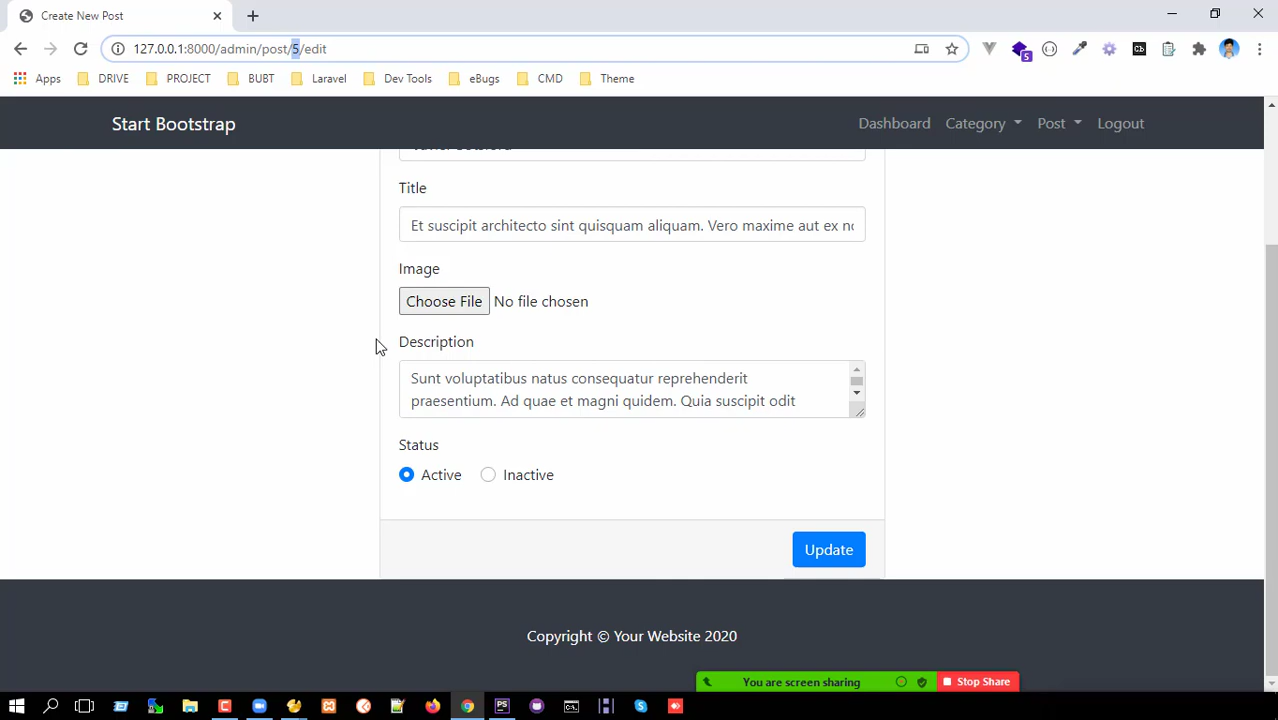 Create New Post
127.0.0.1:8000/admin/post/5/edit
Apps DRIVE PROJECT BUBT Laravel Dev Tools eBugs CMD Theme
Start Bootstrap Dashboard Category Post Logout
Title
Et suscipit architecto sint quisquam aliquam. Vero maxime aut ex no
Image
Choose File No file chosen
Description
Sunt voluptatibus natus consequatur reprehenderit
praesentium. Ad quae et magni quidem. Quia suscipit odit
Status
Active Inactive
Update
Copyright © Your Website 2020
You are screen sharing Stop Share